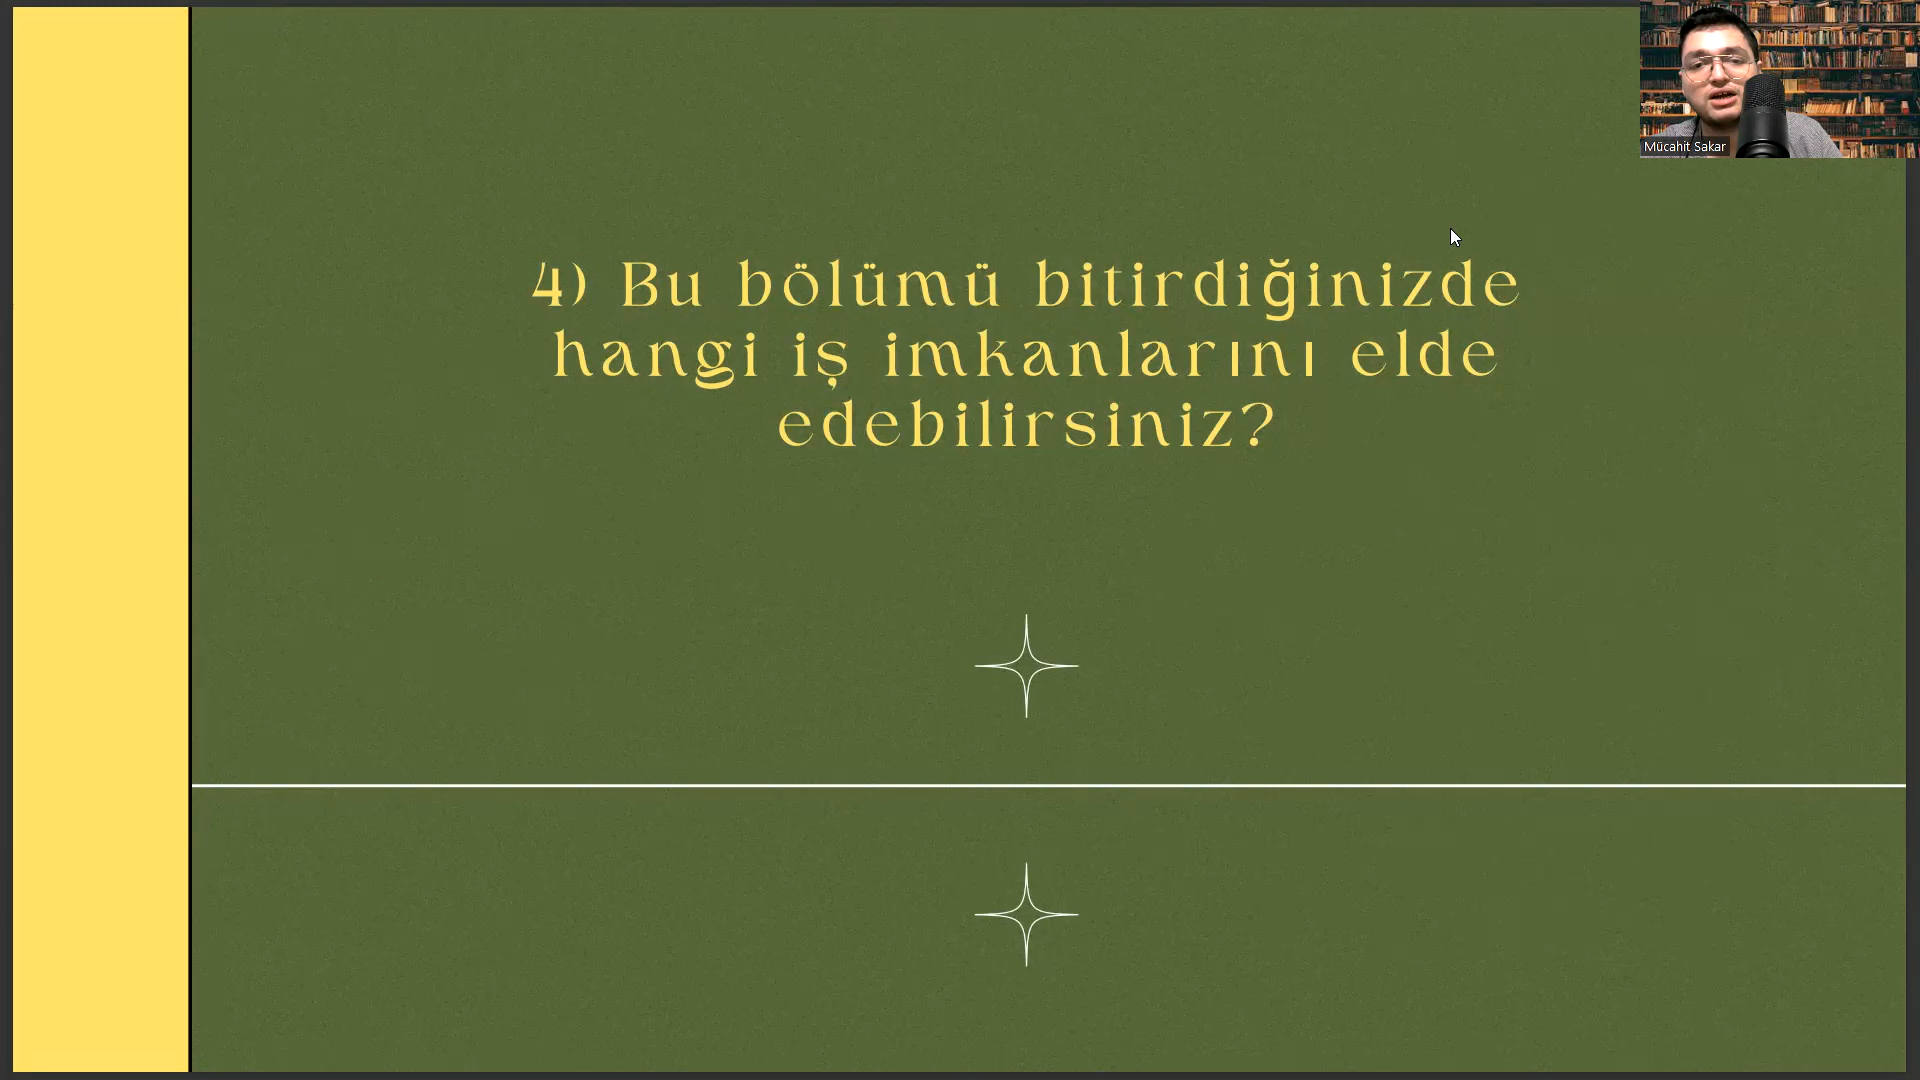 Mücahit Sakar
4) Bu bölümü bitirdiğinizde
hangi iş imkanlarını elde
edebilirsiniz?